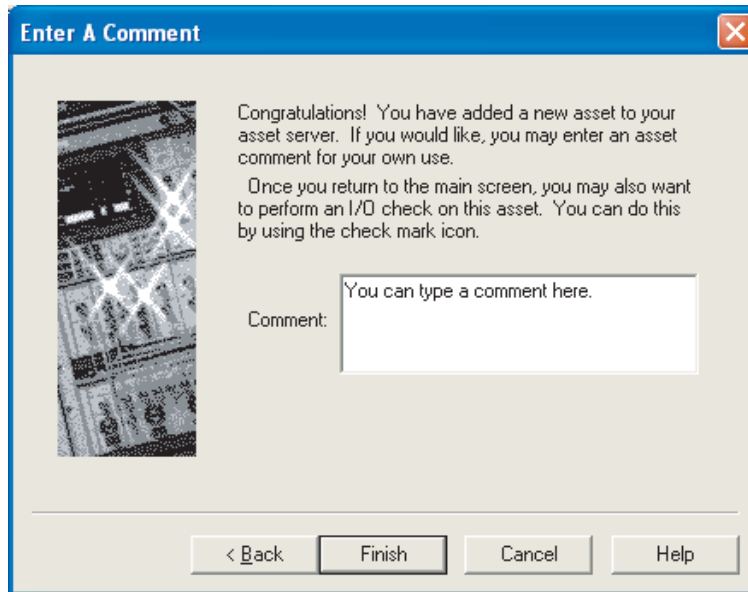 Enter A Comment
Congratulations! You have added a new asset to your
asset server. If you would like, you may enter an asset
comment for your own use.
Once you return to the main screen, you may also want
to perform an I/O check on this asset. You can do this
by using the check mark icon.
You can type a comment here.
Comment:
< Back Finish Cancel Help